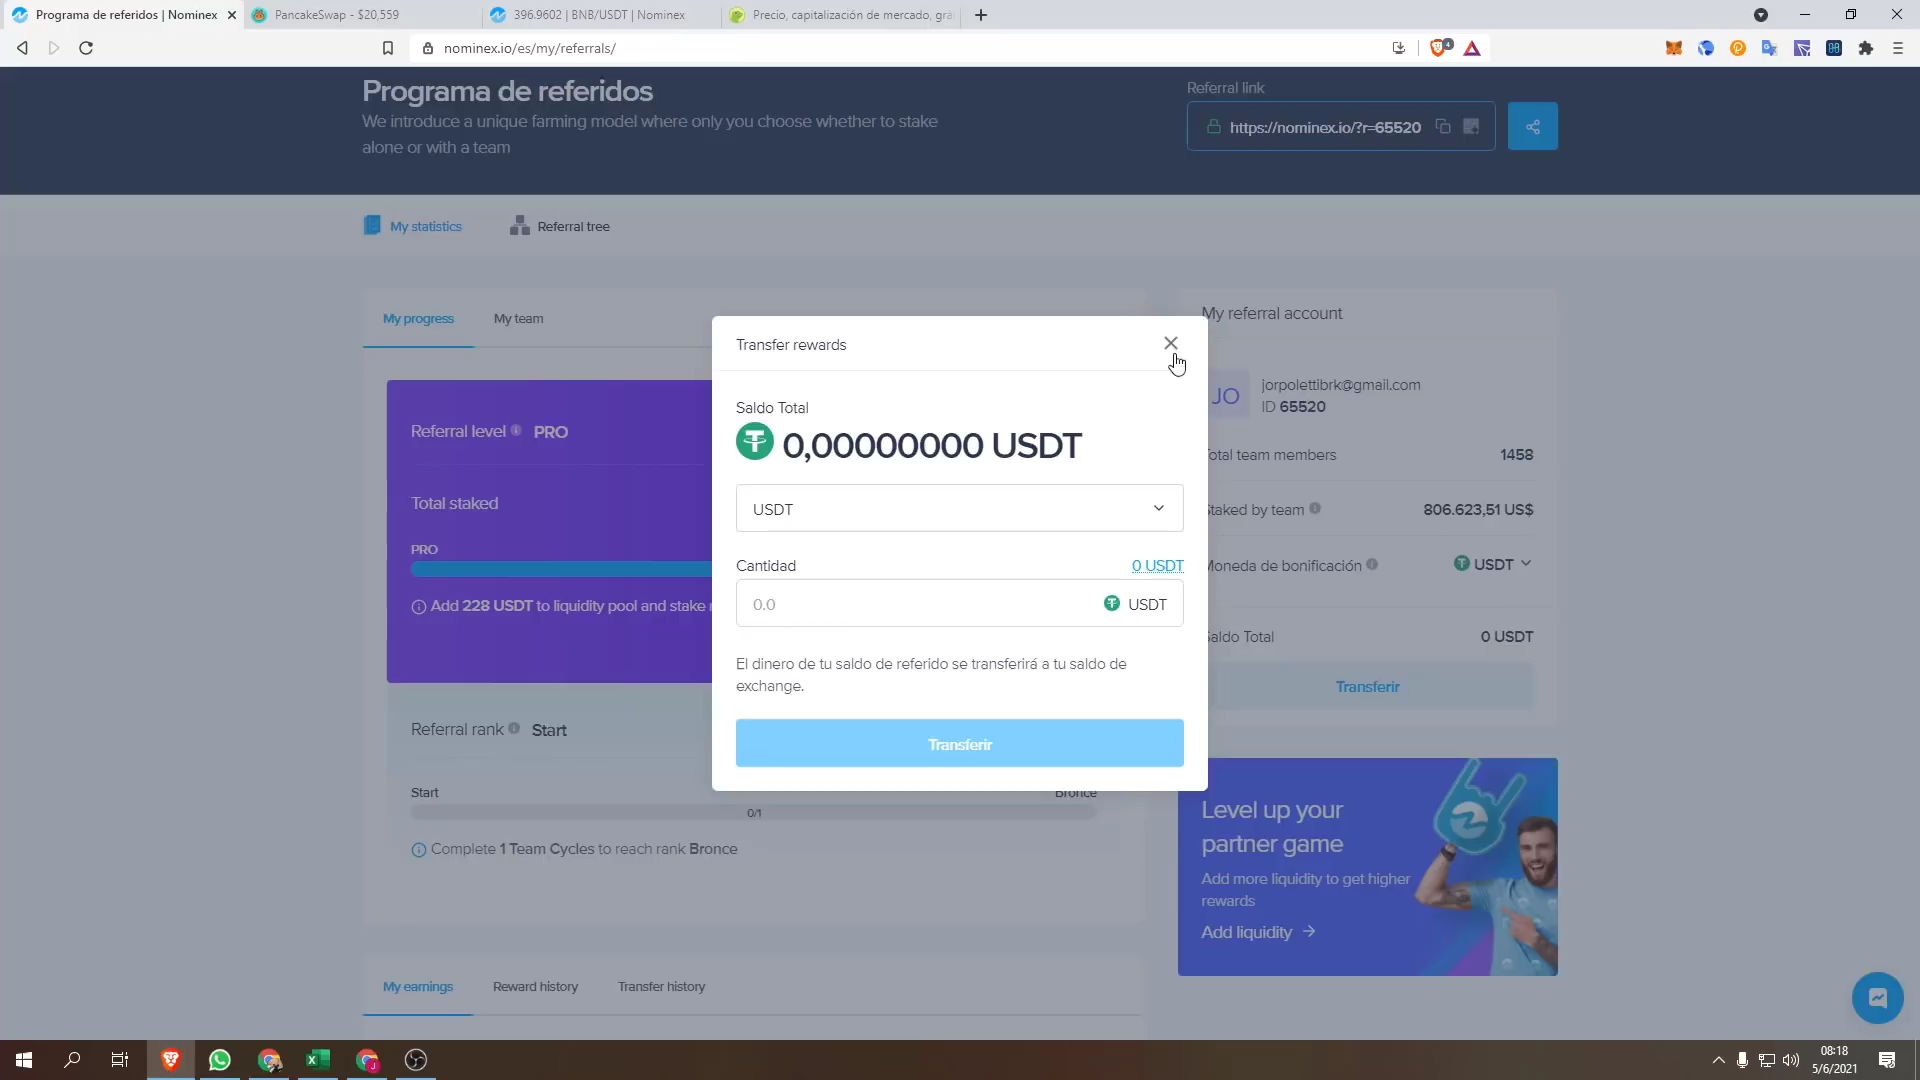 Programa de referidos | Nominex
PancakeSwap - $20,559
396.9602 | BNB/USDT | Nominex
Precio, capitalización de mercado, grá
nominex.io/es/my/referrals/
4
Programa de referidos
We introduce a unique farming model where only you choose whether to stake
alone or with a team
Referral link
https://nominex.io/?r=65520
My statistics
Referral tree
My progress
My team
Referral level PRO
Total staked
PRO
Add 228 USDT to liquidity pool and stake
Referral rank Start
Start
Bronce
0/1
Complete 1 Team Cycles to reach rank Bronce
Transfer rewards
Saldo Total
0,00000000 USDT
USDT
Cantidad
0 USDT
0.0
USDT
El dinero de tu saldo de referido se transferirá a tu saldo de
exchange.
Transferir
My referral account
JO
jorpolettibrk@gmail.com
ID 65520
Total team members
1458
Staked by team
806.623,51 US$
Moneda de bonificación
USDT
Saldo Total
0 USDT
Transferir
Level up your
partner game
Add more liquidity to get higher
rewards
Add liquidity
My earnings
Reward history
Transfer history
08:18
5/6/2021